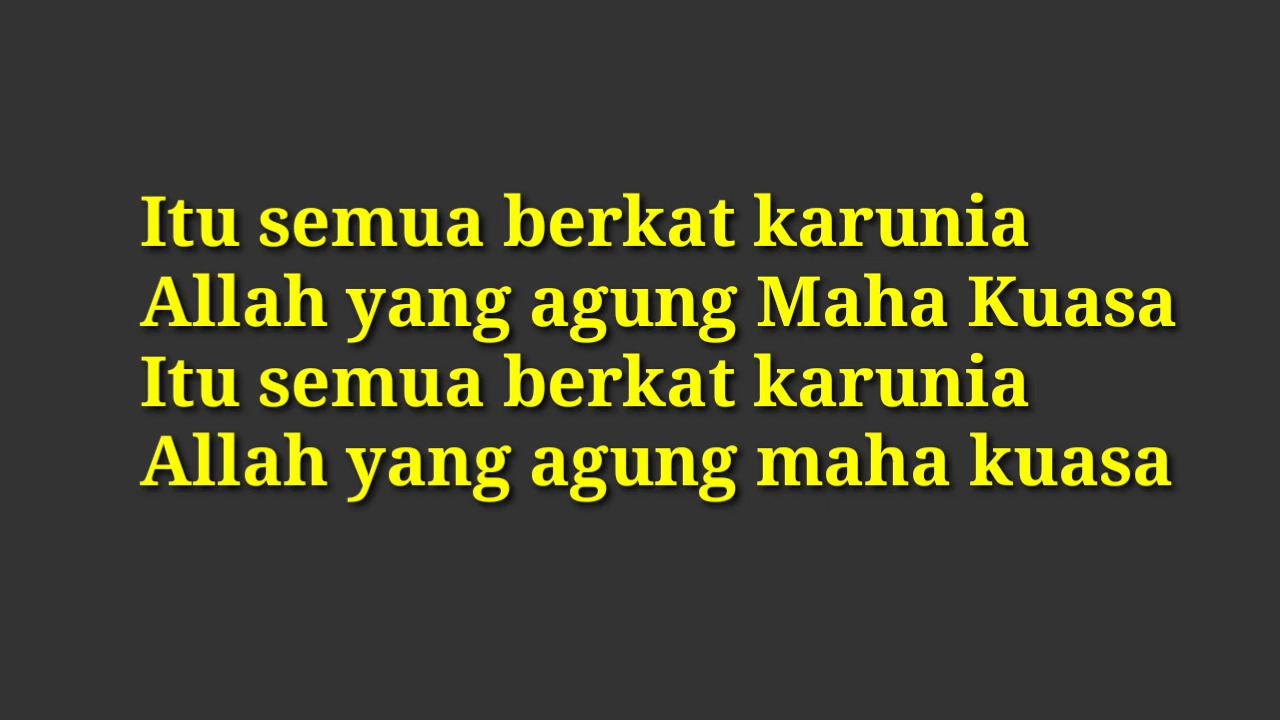 Itu semua berkat karunia
Allah yang agung Maha Kuasa
Itu semua berkat karunia
Allah yang agung maha kuasa